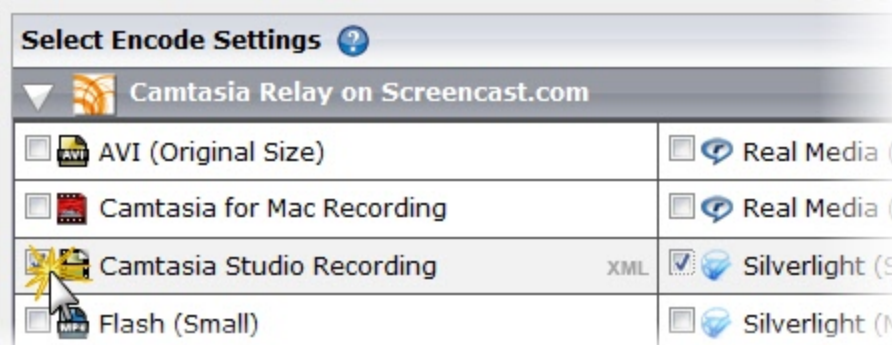 Select Encode Settings ?
Camtasia Relay on Screencast.com
AVI AVI (Original Size)
Real Media (
Camtasia for Mac Recording
Real Media (
Camtasia Studio Recording XML
Silverlight (S
Flash (Small)
Silverlight (